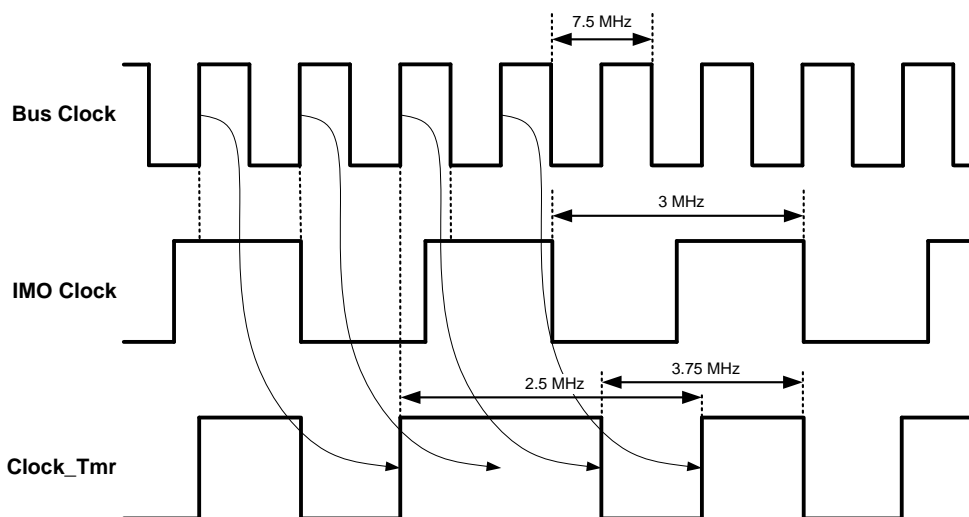 7.5 MHz
Bus Clock
3 MHz
IMO Clock
3.75 MHz
2.5 MHz
Clock_Tmr